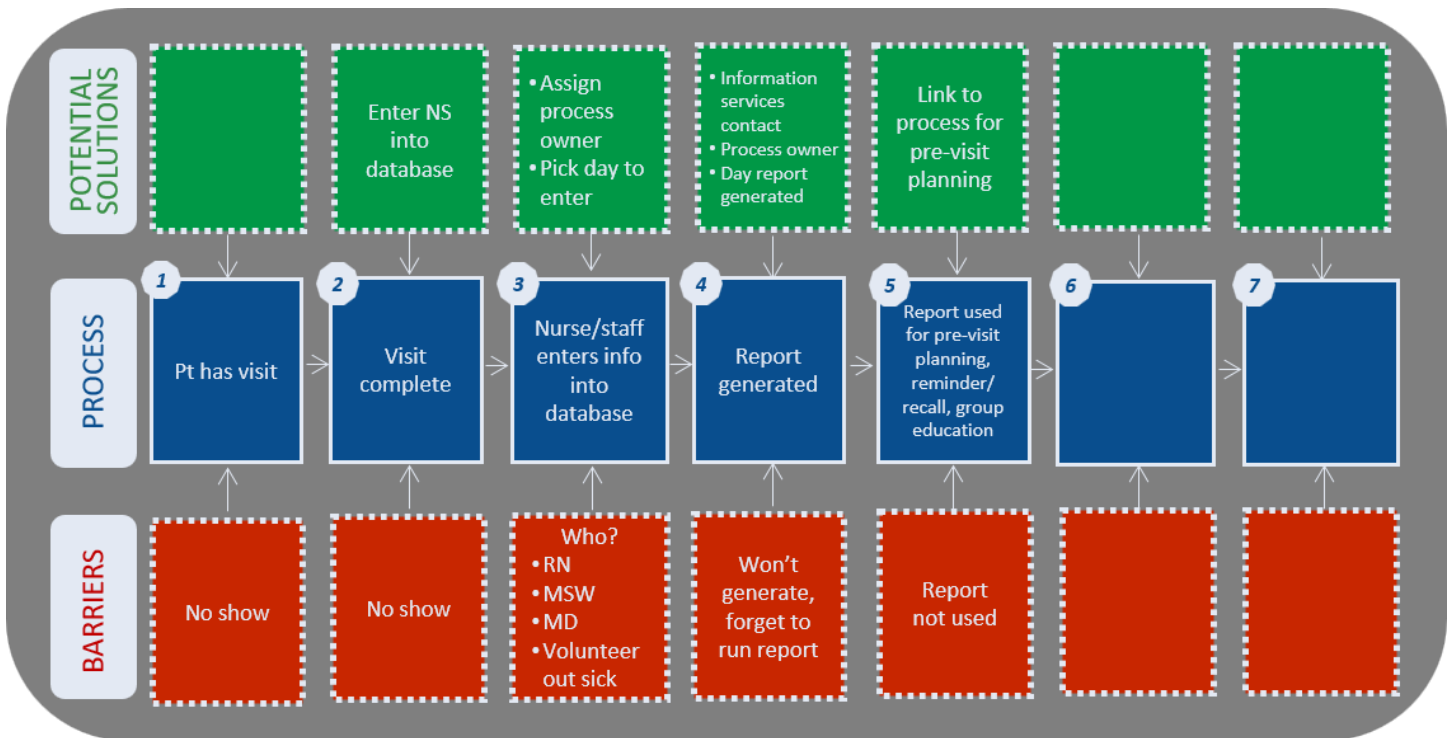 POTENTIAL
SOLUTIONS
Enter NS
into
database
• Assign
process
owner
• Pick day to
enter
• Information
services
contact
• Process owner
• Day report
generated
Link to
process for
pre-visit
planning
PROCESS
1
Pt has visit
2
Visit
complete
3
Nurse/staff
enters info
into
database
4
Report
generated
5
Report used
for pre-visit
planning,
reminder/
recall, group
education
6
7
BARRIERS
No show
No show
Who?
• RN
• MSW
• MD
• Volunteer
out sick
Won’t
generate,
forget to
run report
Report
not used